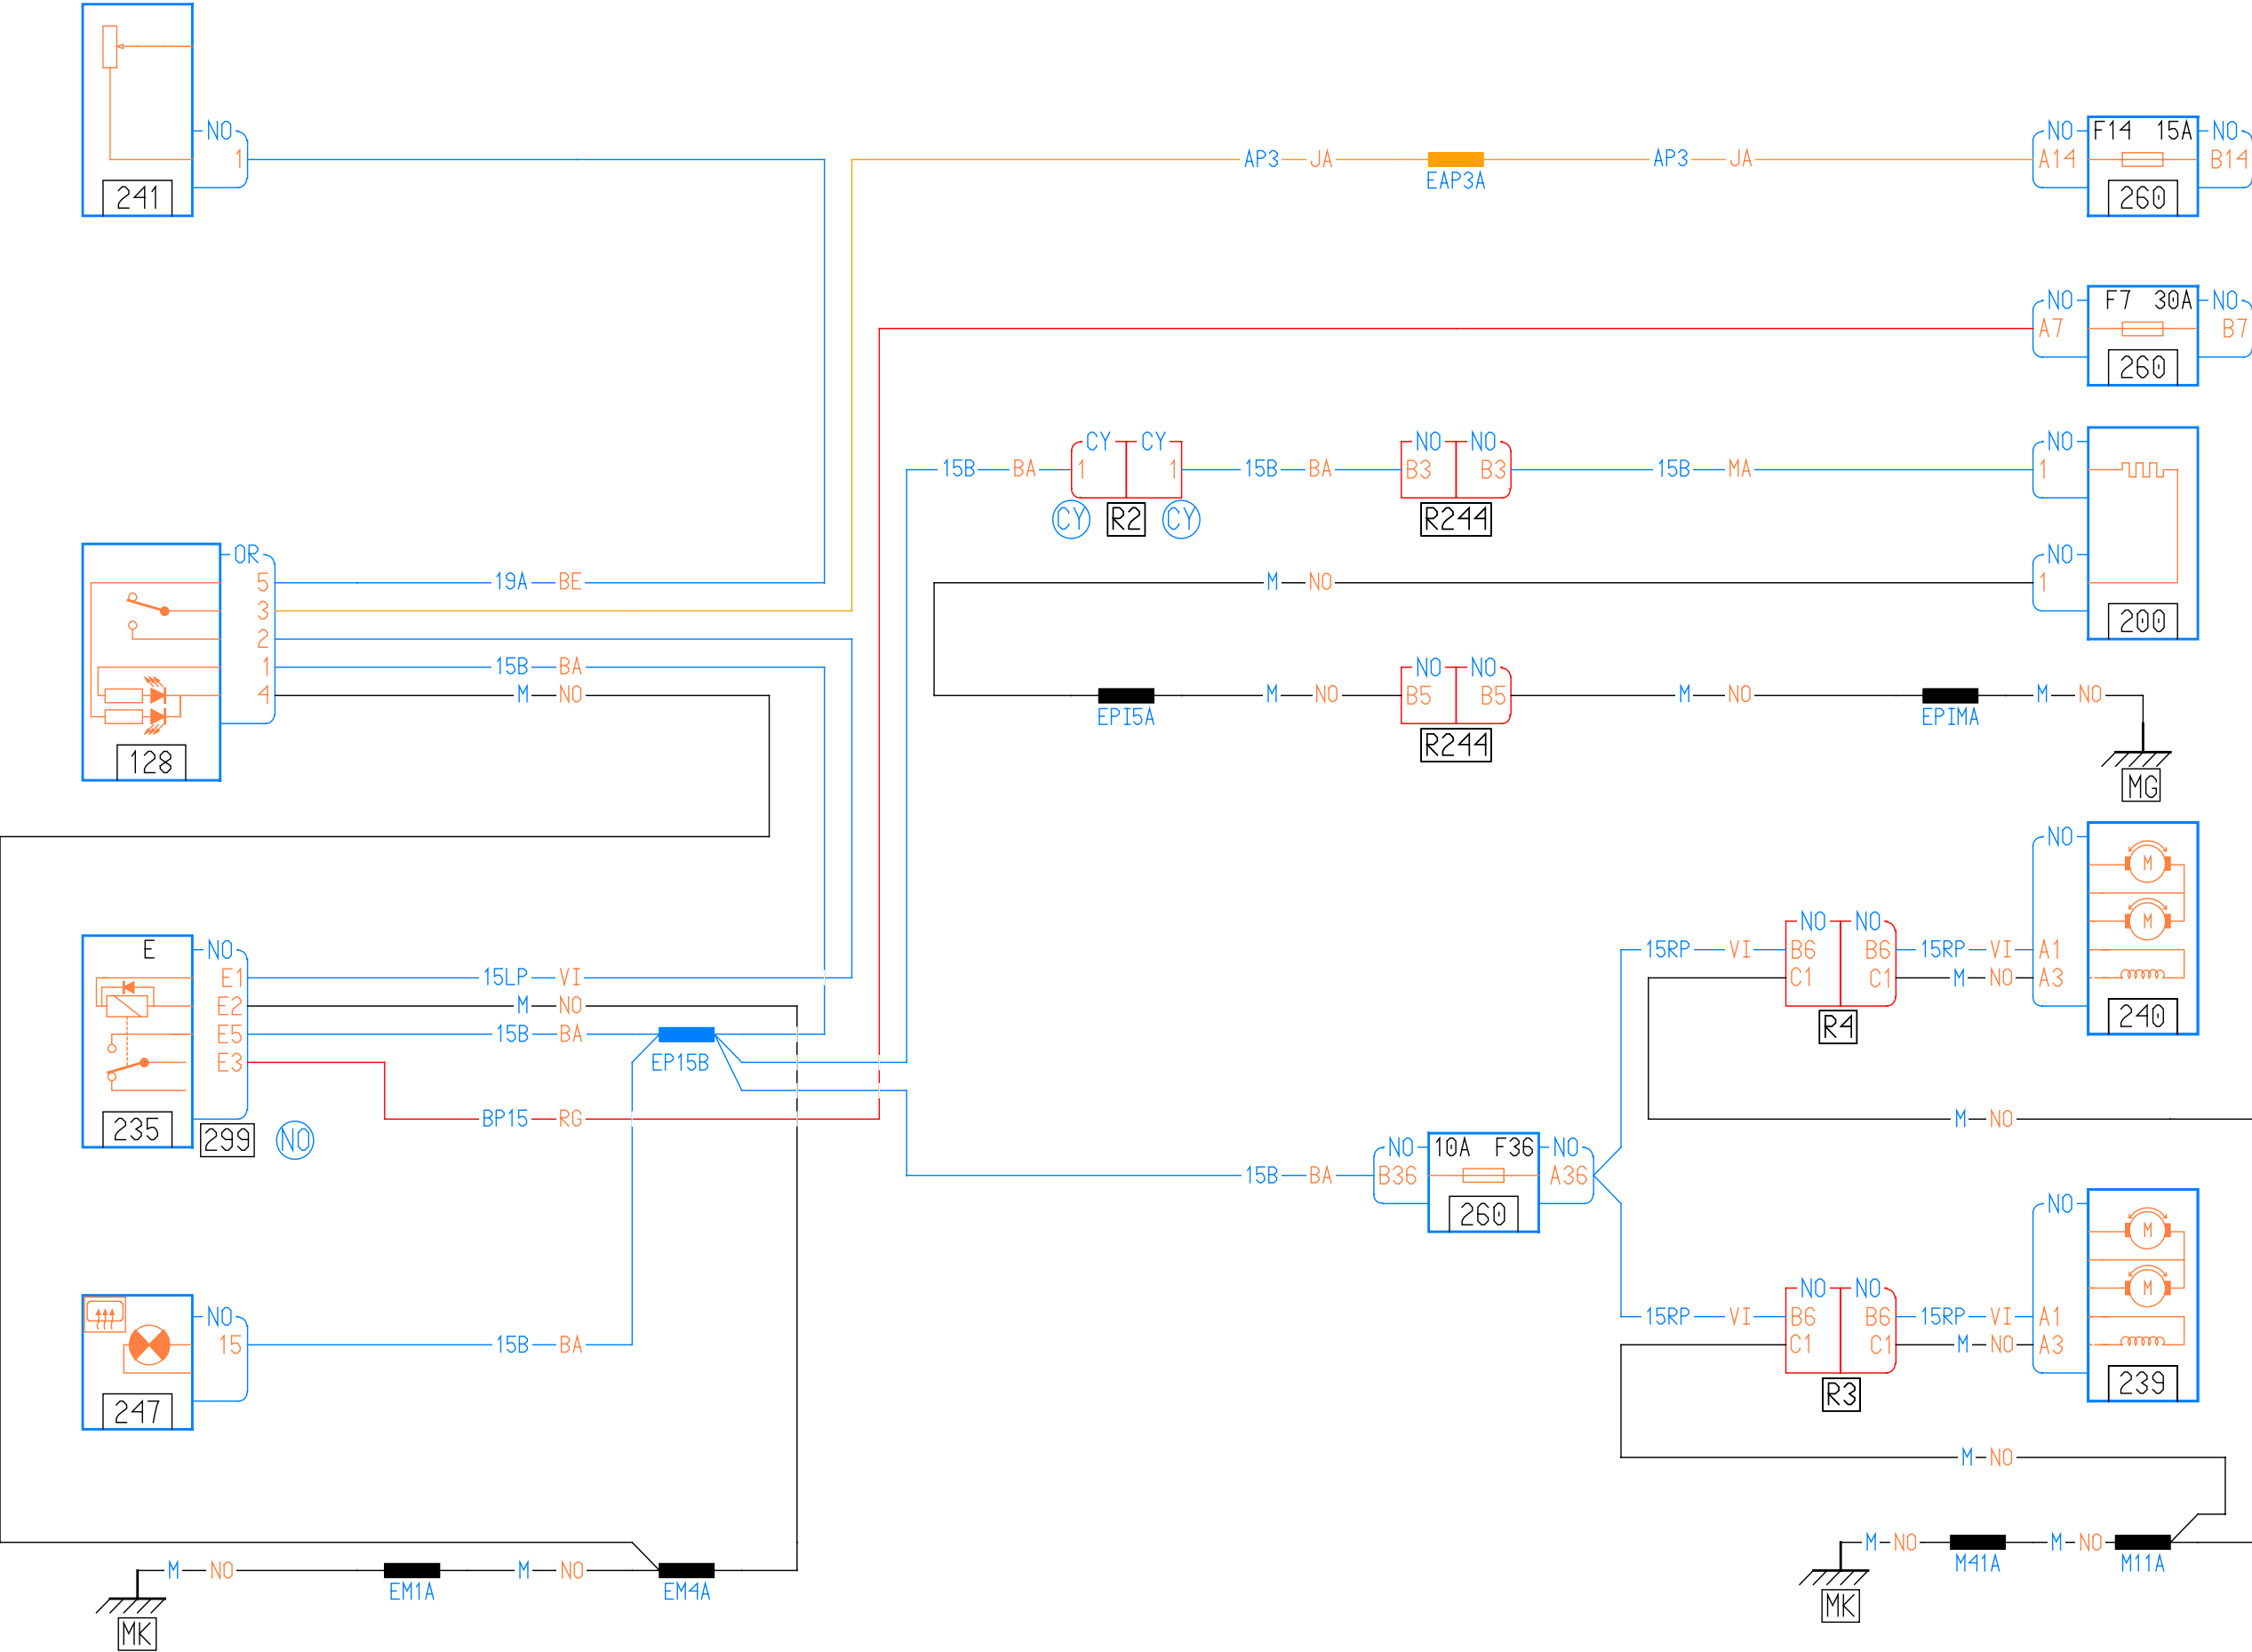 NO
1
241
AP3 JA
EAP3A
AP3 JA
NO F14 15A NO
A14 B14
260
NO F7 30A NO
A7 B7
260
CY CY
15B BA 1 1 15B BA
CY R2 CY
NO NO
B3 B3 15B MA
R244
NO
1
NO
1
200
OR
5 19A BE
3
2
1 15B BA
4 M NO
128
M NO
EPI5A
M NO
NO NO
B5 B5
R244
M NO
EPIMA
M NO
MG
E NO
E1 15LP VI
E2 M NO
E5 15B BA
E3
EP15B
BP15 RG
235
299 NO
NO
15 15B BA
247
15B BA
NO 10A F36 NO
B36 A36
260
15RP VI
NO NO
B6 B6 15RP VI A1
C1 C1 M NO A3
R4
NO
M
M
240
M NO
15RP VI
NO NO
B6 B6 15RP VI A1
C1 C1 M NO A3
R3
NO
M
M
239
M NO
M NO
EM1A
M NO
EM4A
MK
M NO
M41A
M NO
M11A
MK